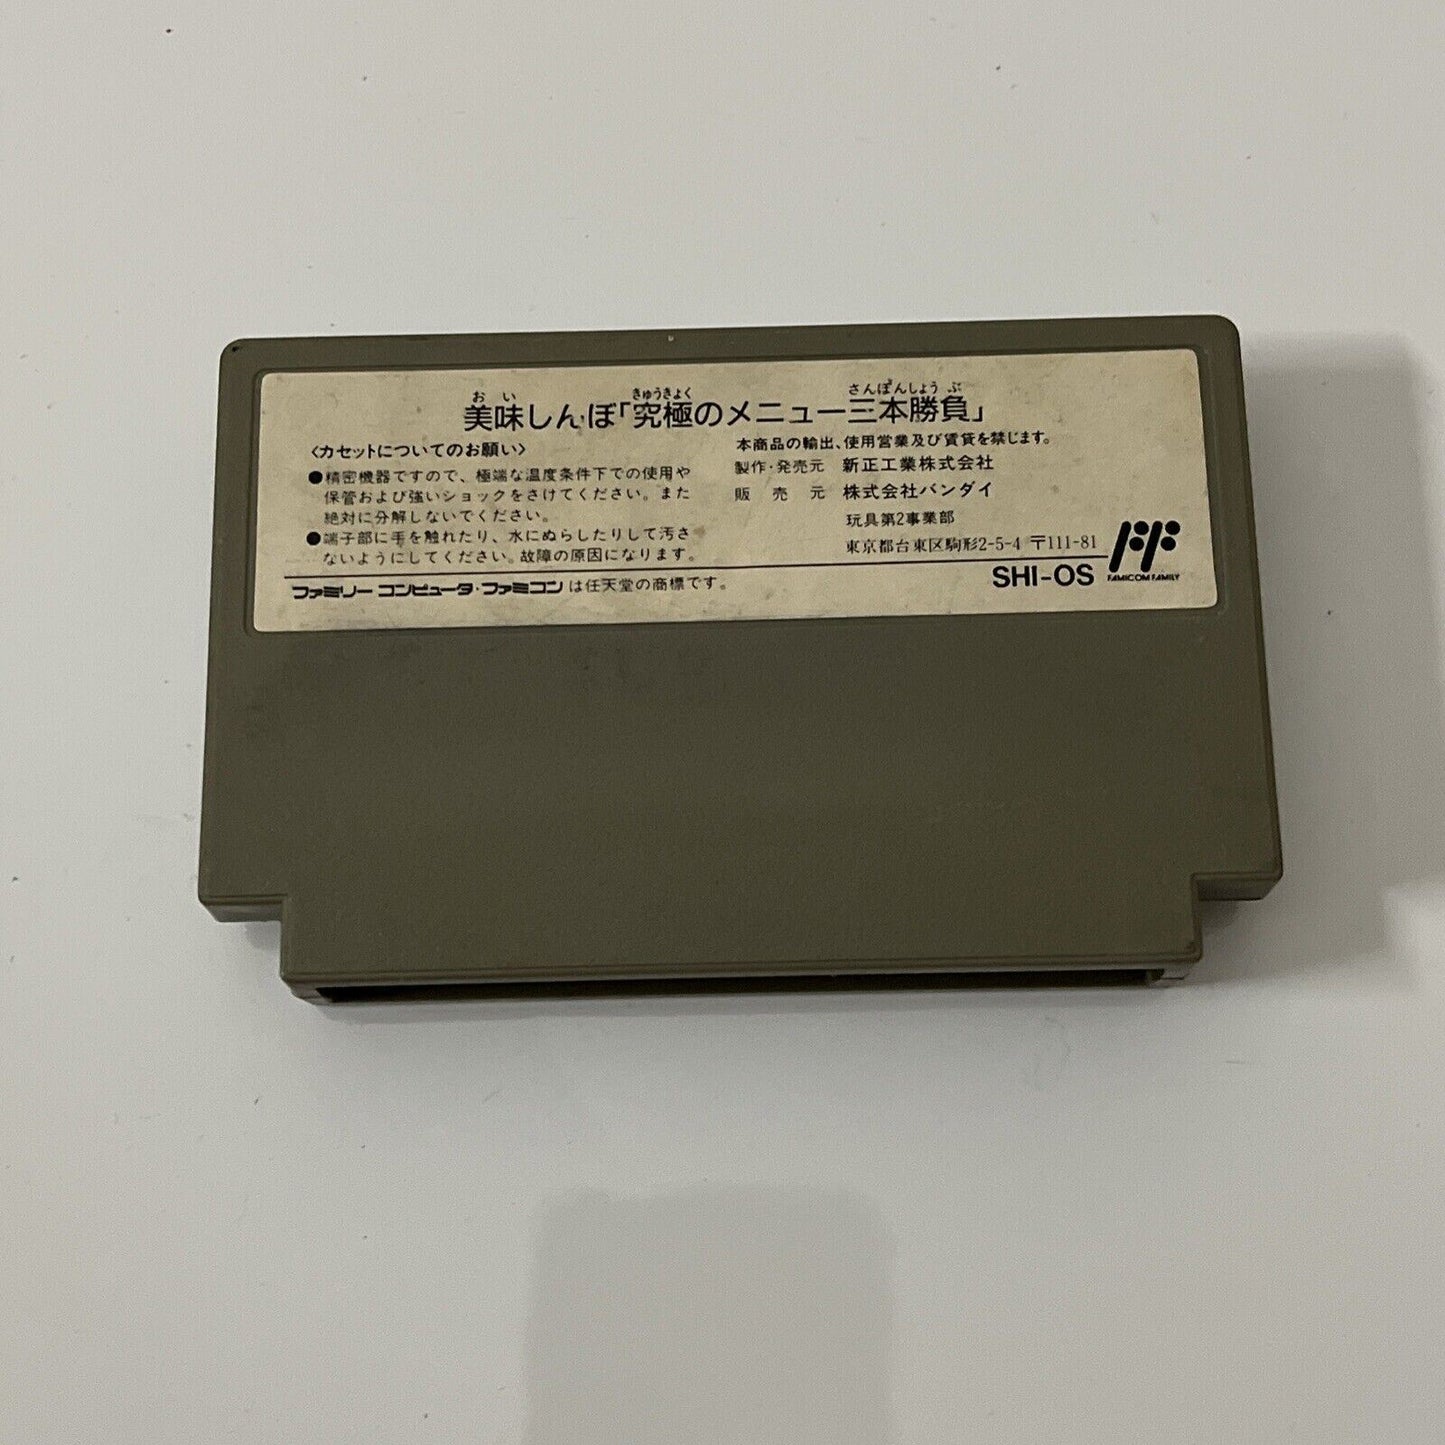 おい きゅうきょく さんぼんしょうぶ
美味しんぼ「究極のメニュー三本勝負」
〈カセットについてのお願い〉
●精密機器ですので、極端な温度条件下での使用や
保管および強いショックをさけてください。また
絶対に分解しないでください。
●端子部に手を触れたり、水にぬらしたりして汚さ
ないようにしてください。故障の原因になります。
本商品の輸出、使用営業及び賃貸を禁じます。
製作・発売元 新正工業株式会社
販売元 株式会社バンダイ
玩具第2事業部
東京都台東区駒形2-5-4 〒111-81
ファミリーコンピュータ・ファミコンは任天堂の商標です。
SHI-OS
FF
FAMICOM FAMILY